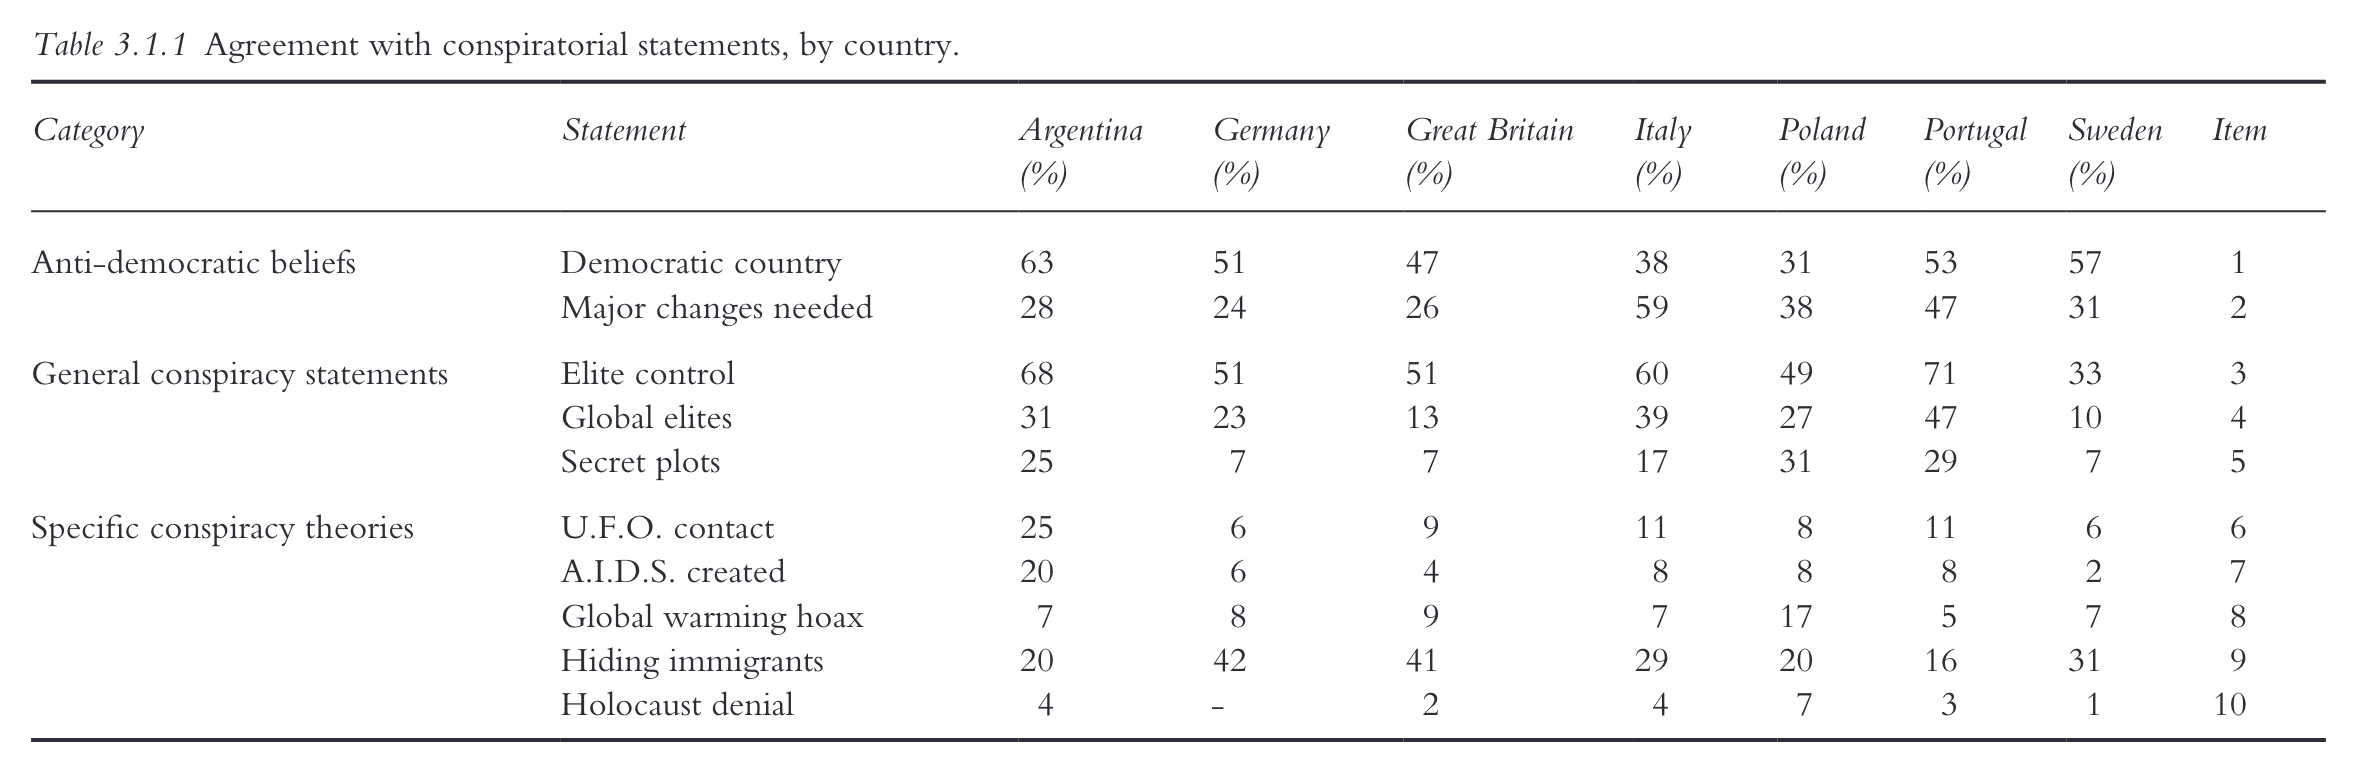 Table 3.1.1 Agreement with conspiratorial statements, by country.
Category Statement Argentina (%) Germany (%) Great Britain (%) Italy (%) Poland (%) Portugal (%) Sweden (%) Item
Anti-democratic beliefs Democratic country 63 51 47 38 31 53 57 1
Major changes needed 28 24 26 59 38 47 31 2
General conspiracy statements Elite control 68 51 51 60 49 71 33 3
Global elites 31 23 13 39 27 47 10 4
Secret plots 25 7 7 17 31 29 7 5
Specific conspiracy theories U.F.O. contact 25 6 9 11 8 11 6 6
A.I.D.S. created 20 6 4 8 8 8 2 7
Global warming hoax 7 8 9 7 17 5 7 8
Hiding immigrants 20 42 41 29 20 16 31 9
Holocaust denial 4 - 2 4 7 3 1 10